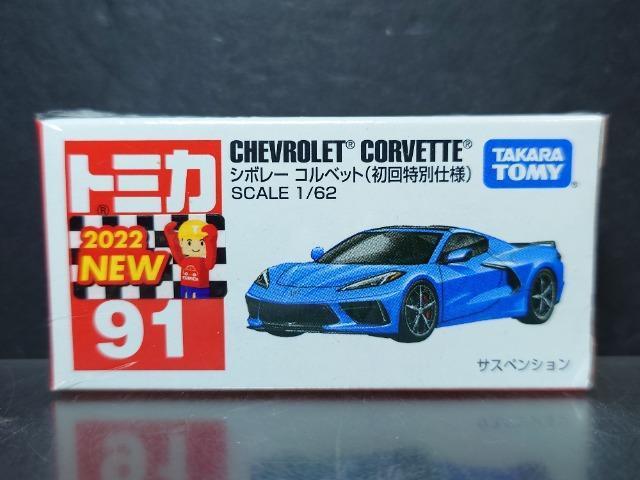 トミカ
®
2022
NEW
91
CHEVROLET® CORVETTE®
シボレー コルベット(初回特別仕様)
SCALE 1/62
TAKARA
TOMY®
サスペンション